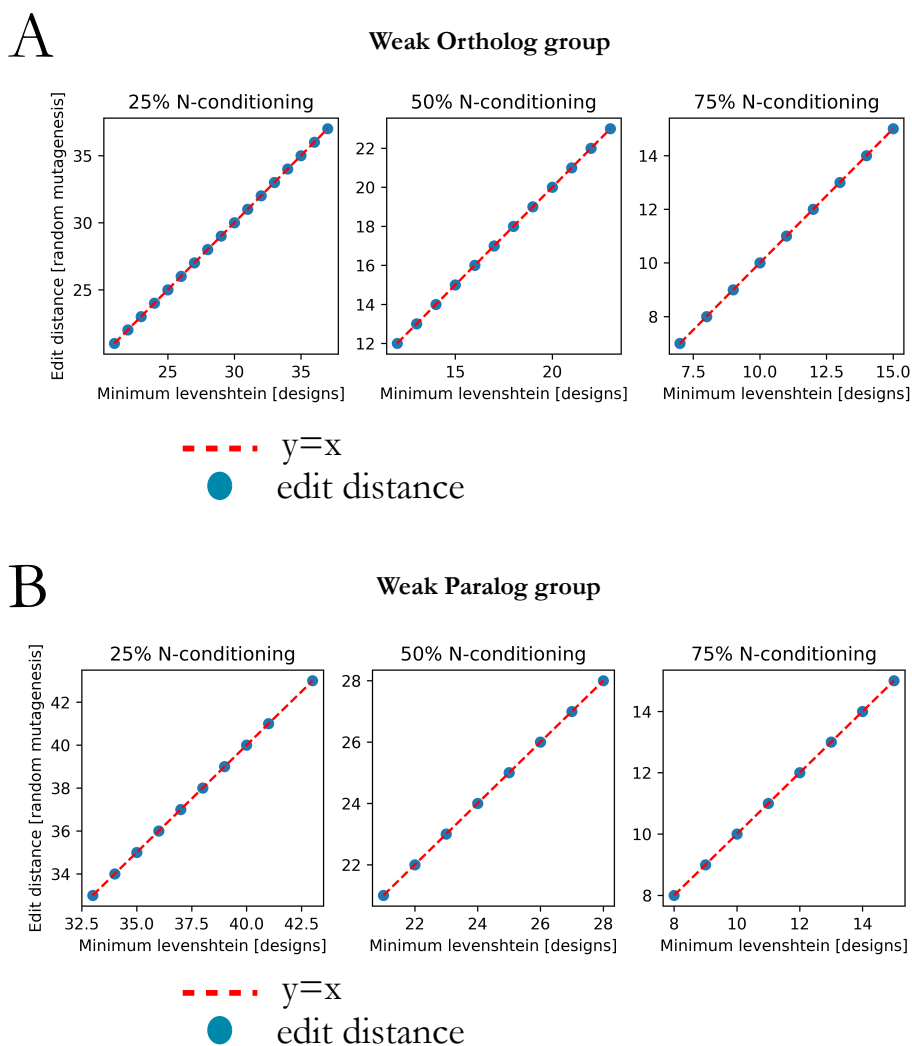 A
Weak Ortholog group
25% N-conditioning
50% N-conditioning
75% N-conditioning
Edit distance [random mutagenesis]
35
30
25
22
20
18
16
14
12
14
12
10
8
25
30
35
15
20
7.5
10.0
12.5
15.0
Minimum levenshtein [designs]
Minimum levenshtein [designs]
Minimum levenshtein [designs]
y=x
edit distance
B
Weak Paralog group
25% N-conditioning
50% N-conditioning
75% N-conditioning
Edit distance [random mutagenesis]
42
40
38
36
34
28
26
24
22
14
12
10
8
32.5
35.0
37.5
40.0
42.5
22
24
26
28
8
10
12
14
Minimum levenshtein [designs]
Minimum levenshtein [designs]
Minimum levenshtein [designs]
y=x
edit distance